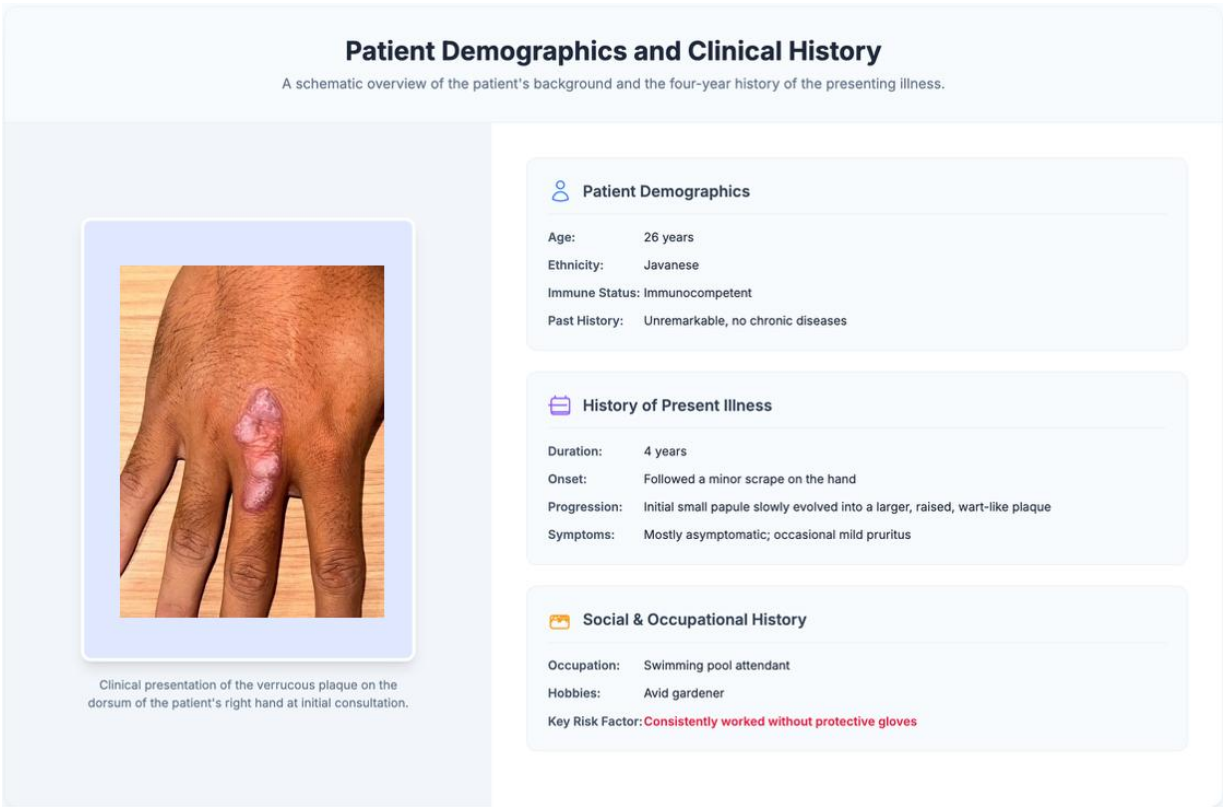 Patient Demographics and Clinical History
A schematic overview of the patient's background and the four-year history of the presenting illness.
Clinical presentation of the verrucous plaque on the
dorsum of the patient's right hand at initial consultation.
Patient Demographics
Age: 26 years
Ethnicity: Javanese
Immune Status: Immunocompetent
Past History: Unremarkable, no chronic diseases
History of Present Illness
Duration: 4 years
Onset: Followed a minor scrape on the hand
Progression: Initial small papule slowly evolved into a larger, raised, wart-like plaque
Symptoms: Mostly asymptomatic; occasional mild pruritus
Social & Occupational History
Occupation: Swimming pool attendant
Hobbies: Avid gardener
Key Risk Factor: Consistently worked without protective gloves